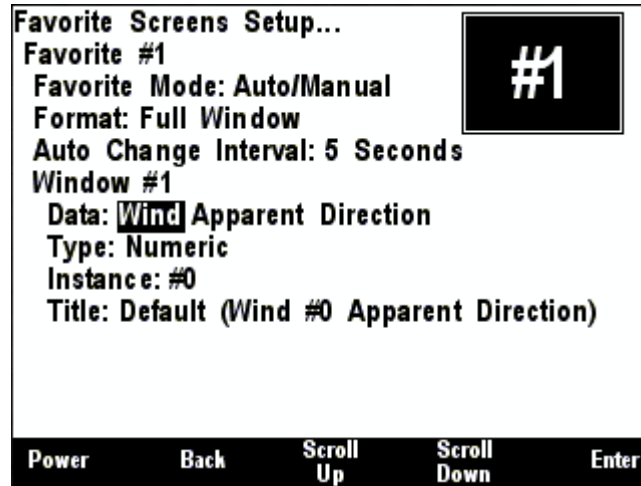 Favorite Screens Setup...
Favorite #1
#1
Favorite Mode: Auto/Manual
Format: Full Window
Auto Change Interval: 5 Seconds
Window #1
Data: Wind Apparent Direction
Type: Numeric
Instance: #0
Title: Default (Wind #0 Apparent Direction)
Power Back Scroll Up Scroll Down Enter